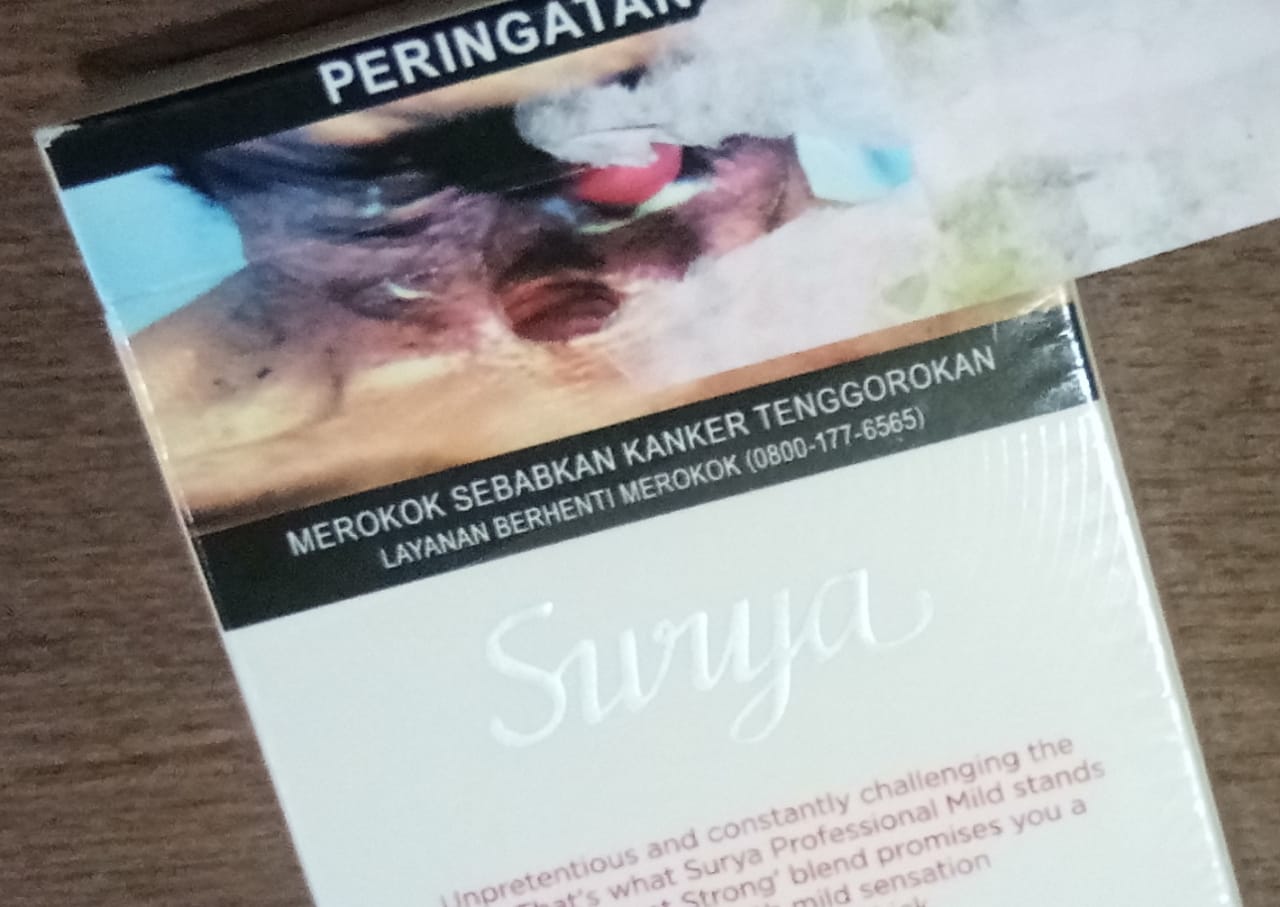 PERINGATAN
MEROKOK SEBABKAN KANKER TENGGOROKAN
LAYANAN BERHENTI MEROKOK (0800-177-6565)
Surya
Unpretentious and constantly challenging the
That's what Surya Professional Mild stands
Strong' blend promises you a
mild sensation